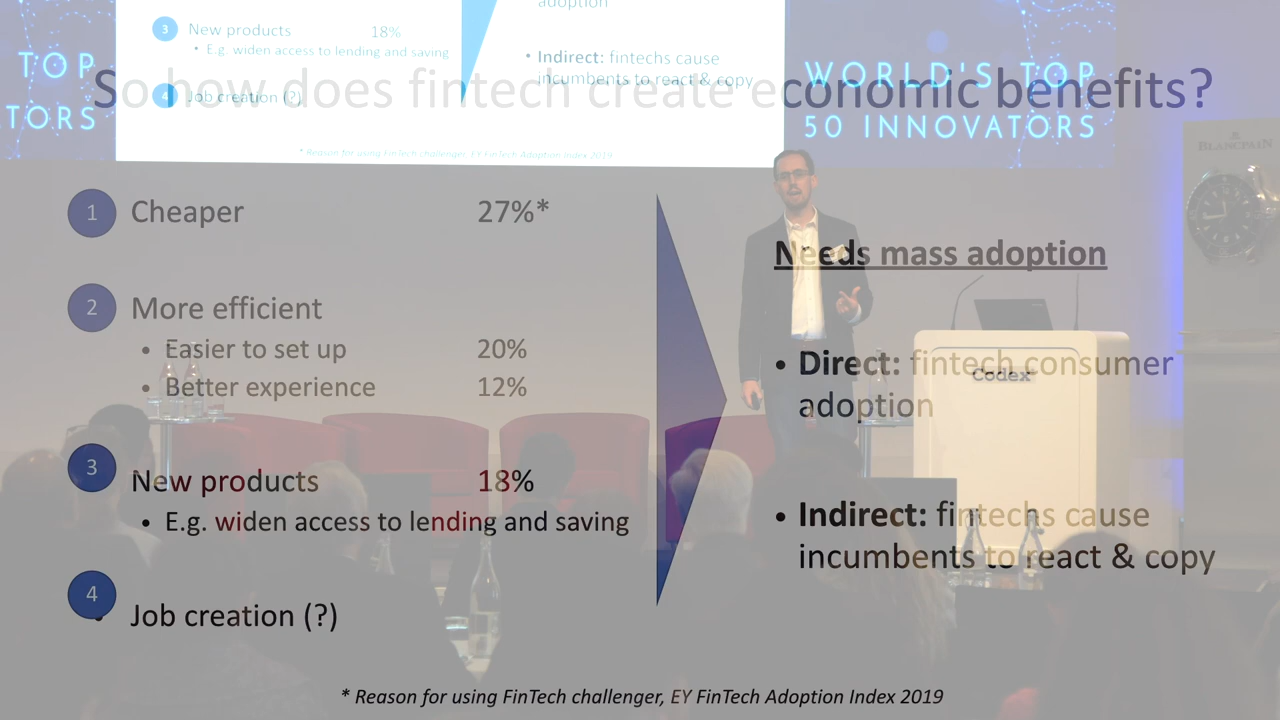 adoption
3 New products 18%
• E.g. widen access to lending and saving
• Indirect: fintechs cause
incumbents to react & copy
4 Job creation (?)
* Reason for using FinTech challenger, EY FinTech Adoption Index 2019
TOP
TORS
WORLD'S TOP
50 INNOVATORS
So how does fintech create economic benefits?
BLANCPAIN
1 Cheaper 27%*
2 More efficient
• Easier to set up 20%
• Better experience 12%
3 New products 18%
• E.g. widen access to lending and saving
4 Job creation (?)
Needs mass adoption
• Direct: fintech consumer
adoption
• Indirect: fintechs cause
incumbents to react & copy
Codex
* Reason for using FinTech challenger, EY FinTech Adoption Index 2019